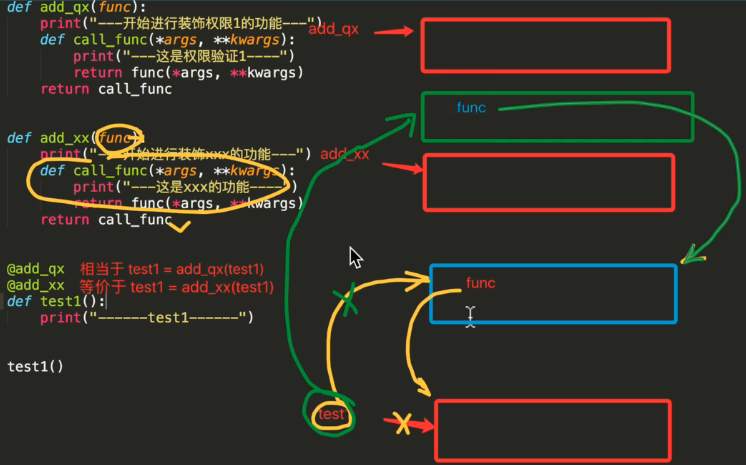 def add_qx(func):
    print("---开始进行装饰权限1的功能---")
    def call_func(*args, **kwargs):
        print("---这是权限验证1----")
        return func(*args, **kwargs)
    return call_func
add_qx
func
def add_xx(func):
    print("---开始进行装饰xxx的功能---")
    def call_func(*args, **kwargs):
        print("---这是xxx的功能----")
        return func(*args, **kwargs)
    return call_func
add_xx
@add_qx 相当于 test1 = add_qx(test1)
@add_xx 等价于 test1 = add_xx(test1)
def test1():
    print("------test1------")
func
test1()
test